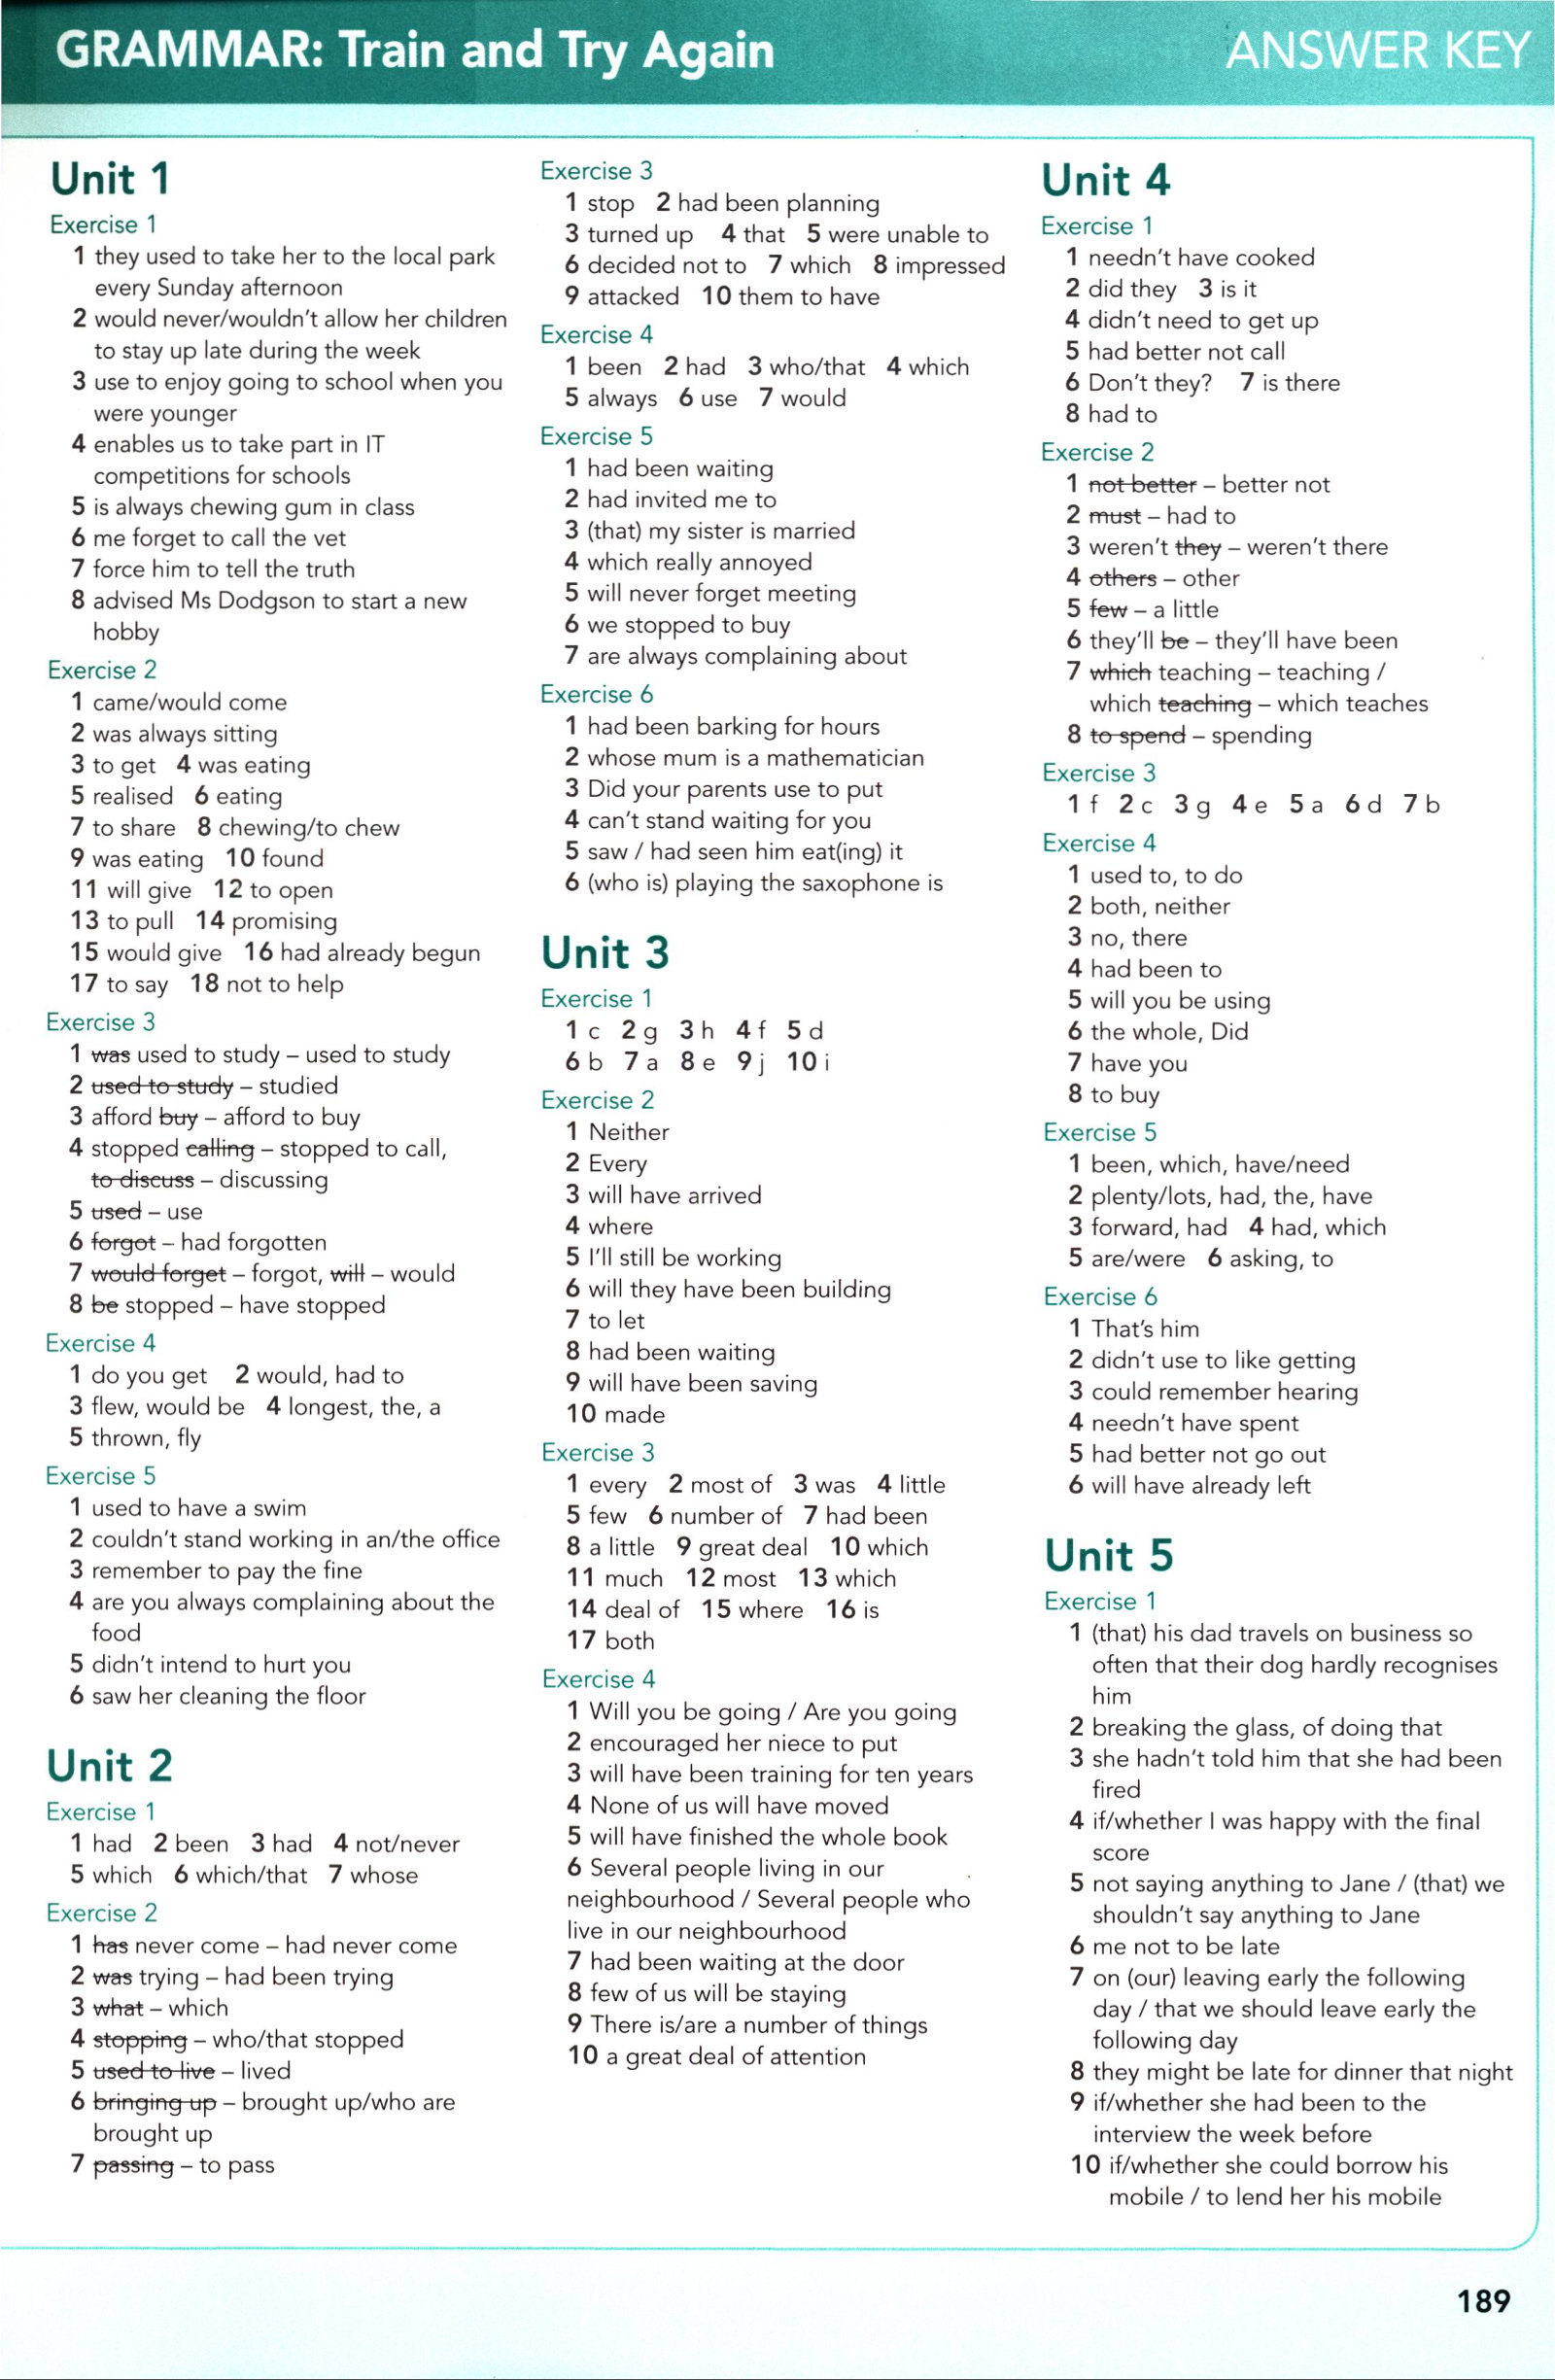 GRAMMAR: Train and Try Again
ANSWER KEY
Unit 1
Exercise 1
1 they used to take her to the local park
every Sunday afternoon
2 would never/wouldn't allow her children
to stay up late during the week
3 use to enjoy going to school when you
were younger
4 enables us to take part in IT
competitions for schools
5 is always chewing gum in class
6 me forget to call the vet
7 force him to tell the truth
8 advised Ms Dodgson to start a new
hobby
Exercise 2
1 came/would come
2 was always sitting
3 to get 4 was eating
5 realised 6 eating
7 to share 8 chewing/to chew
9 was eating 10 found
11 will give 12 to open
13 to pull 14 promising
15 would give 16 had already begun
17 to say 18 not to help
Exercise 3
1 was used to study – used to study
2 used to study – studied
3 afford buy – afford to buy
4 stopped calling – stopped to call,
to discuss – discussing
5 used – use
6 forgot – had forgotten
7 would forget – forgot, will – would
8 be stopped – have stopped
Exercise 4
1 do you get 2 would, had to
3 flew, would be 4 longest, the, a
5 thrown, fly
Exercise 5
1 used to have a swim
2 couldn't stand working in an/the office
3 remember to pay the fine
4 are you always complaining about the
food
5 didn't intend to hurt you
6 saw her cleaning the floor
Unit 2
Exercise 1
1 had 2 been 3 had 4 not/never
5 which 6 which/that 7 whose
Exercise 2
1 has never come – had never come
2 was trying – had been trying
3 what – which
4 stopping – who/that stopped
5 used to live – lived
6 bringing up – brought up/who are
brought up
7 passing – to pass
Exercise 3
1 stop 2 had been planning
3 turned up 4 that 5 were unable to
6 decided not to 7 which 8 impressed
9 attacked 10 them to have
Exercise 4
1 been 2 had 3 who/that 4 which
5 always 6 use 7 would
Exercise 5
1 had been waiting
2 had invited me to
3 (that) my sister is married
4 which really annoyed
5 will never forget meeting
6 we stopped to buy
7 are always complaining about
Exercise 6
1 had been barking for hours
2 whose mum is a mathematician
3 Did your parents use to put
4 can't stand waiting for you
5 saw / had seen him eat(ing) it
6 (who is) playing the saxophone is
Unit 3
Exercise 1
1 c 2 g 3 h 4 f 5 d
6 b 7 a 8 e 9 j 10 i
Exercise 2
1 Neither
2 Every
3 will have arrived
4 where
5 I'll still be working
6 will they have been building
7 to let
8 had been waiting
9 will have been saving
10 made
Exercise 3
1 every 2 most of 3 was 4 little
5 few 6 number of 7 had been
8 a little 9 great deal 10 which
11 much 12 most 13 which
14 deal of 15 where 16 is
17 both
Exercise 4
1 Will you be going / Are you going
2 encouraged her niece to put
3 will have been training for ten years
4 None of us will have moved
5 will have finished the whole book
6 Several people living in our
neighbourhood / Several people who
live in our neighbourhood
7 had been waiting at the door
8 few of us will be staying
9 There is/are a number of things
10 a great deal of attention
Unit 4
Exercise 1
1 needn't have cooked
2 did they 3 is it
4 didn't need to get up
5 had better not call
6 Don't they? 7 is there
8 had to
Exercise 2
1 not better – better not
2 must – had to
3 weren't they – weren't there
4 others – other
5 few – a little
6 they'll be – they'll have been
7 which teaching – teaching /
which teaching – which teaches
8 to spend – spending
Exercise 3
1 f 2 c 3 g 4 e 5 a 6 d 7 b
Exercise 4
1 used to, to do
2 both, neither
3 no, there
4 had been to
5 will you be using
6 the whole, Did
7 have you
8 to buy
Exercise 5
1 been, which, have/need
2 plenty/lots, had, the, have
3 forward, had 4 had, which
5 are/were 6 asking, to
Exercise 6
1 That's him
2 didn't use to like getting
3 could remember hearing
4 needn't have spent
5 had better not go out
6 will have already left
Unit 5
Exercise 1
1 (that) his dad travels on business so
often that their dog hardly recognises
him
2 breaking the glass, of doing that
3 she hadn't told him that she had been
fired
4 if/whether I was happy with the final
score
5 not saying anything to Jane / (that) we
shouldn't say anything to Jane
6 me not to be late
7 on (our) leaving early the following
day / that we should leave early the
following day
8 they might be late for dinner that night
9 if/whether she had been to the
interview the week before
10 if/whether she could borrow his
mobile / to lend her his mobile
189